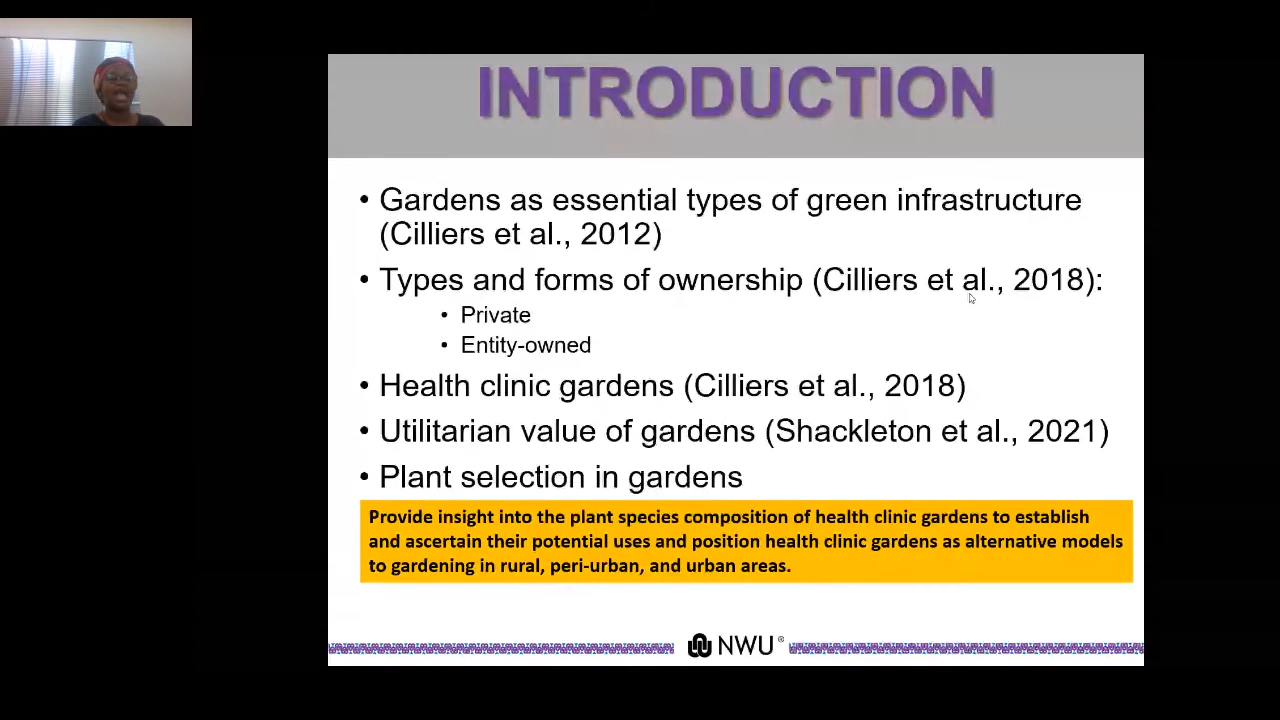 INTRODUCTION
• Gardens as essential types of green infrastructure
(Cilliers et al., 2012)
• Types and forms of ownership (Cilliers et al., 2018):
• Private
• Entity-owned
• Health clinic gardens (Cilliers et al., 2018)
• Utilitarian value of gardens (Shackleton et al., 2021)
• Plant selection in gardens
Provide insight into the plant species composition of health clinic gardens to establish
and ascertain their potential uses and position health clinic gardens as alternative models
to gardening in rural, peri-urban, and urban areas.
NWU®